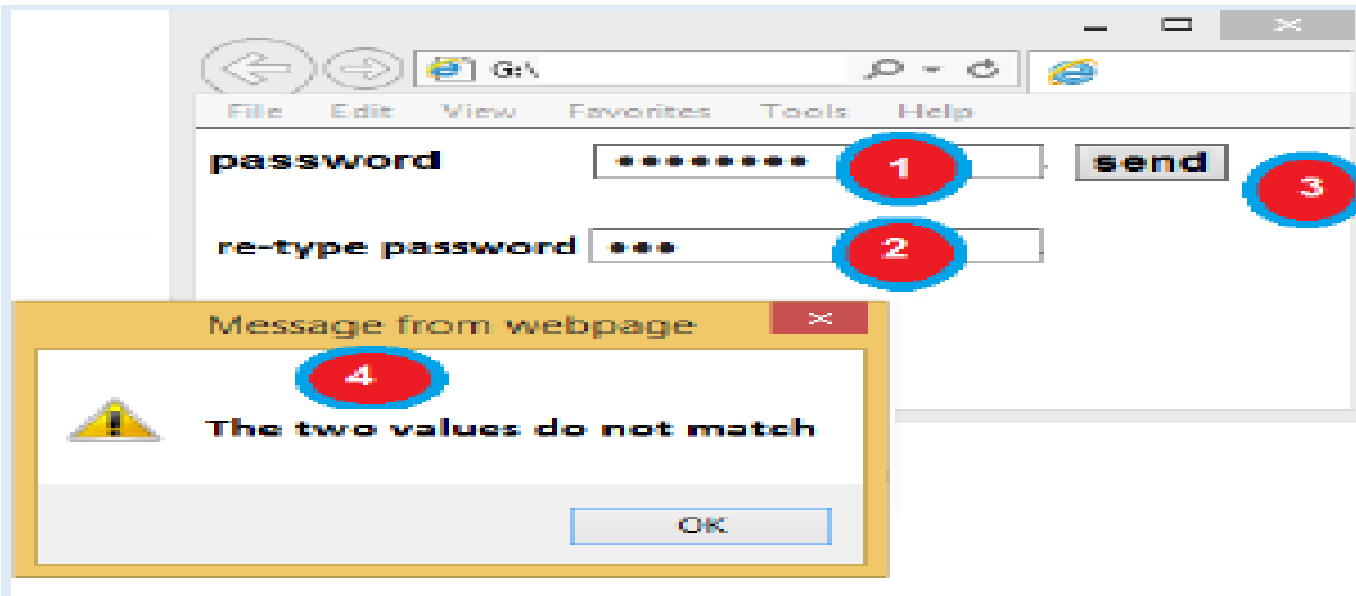 G:\
File Edit View Favorites Tools Help
password ●●●●●●●● 1 send 3
re-type password ●●● 2
Message from webpage
4
The two values do not match
OK